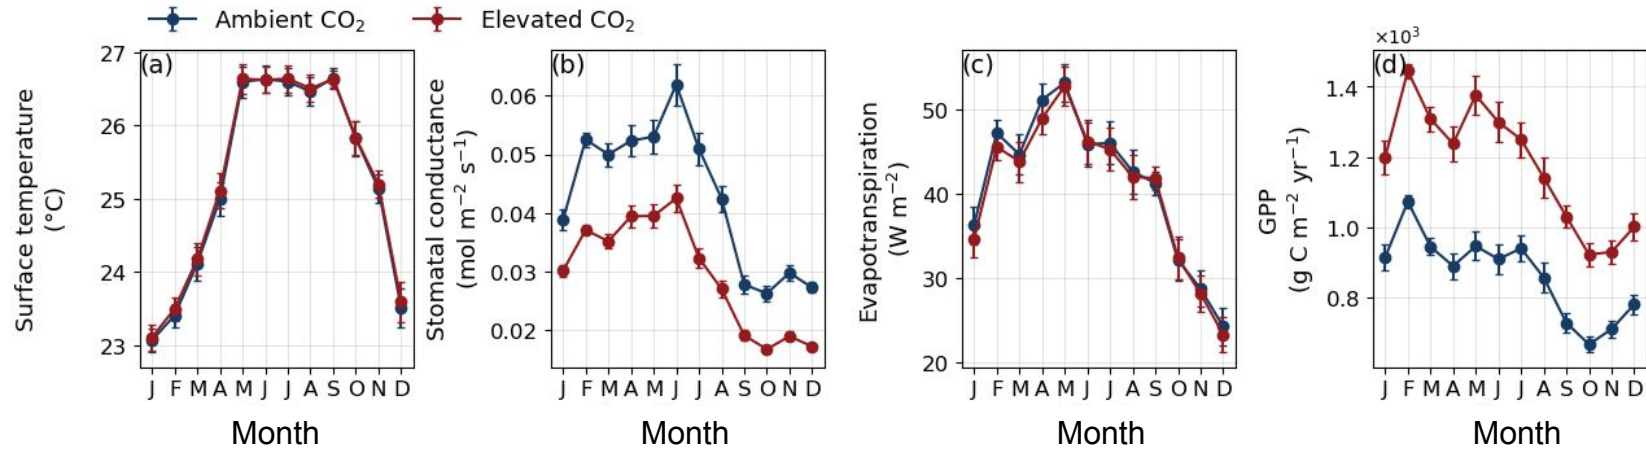 Ambient CO₂ Elevated CO₂
(a)
Surface temperature
(°C)
27
26
25
24
23
J F M A M J J A S O N D
Month
(b)
Stomatal conductance
(mol m⁻² s⁻¹)
0.06
0.05
0.04
0.03
0.02
J F M A M J J A S O N D
Month
(c)
Evapotranspiration
(W m⁻²)
50
40
30
20
J F M A M J J A S O N D
Month
×10³
(d)
GPP
(g C m⁻² yr⁻¹)
1.4
1.2
1.0
0.8
J F M A M J J A S O N D
Month